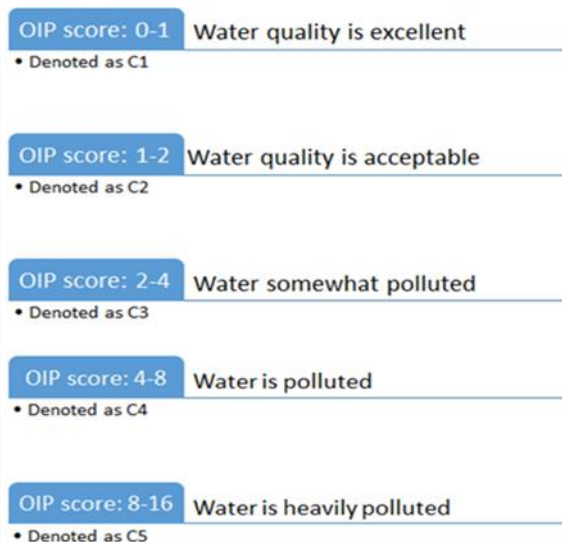 OIP score: 0-1 Water quality is excellent
• Denoted as C1
OIP score: 1-2 Water quality is acceptable
• Denoted as C2
OIP score: 2-4 Water somewhat polluted
• Denoted as C3
OIP score: 4-8 Water is polluted
• Denoted as C4
OIP score: 8-16 Water is heavily polluted
• Denoted as C5